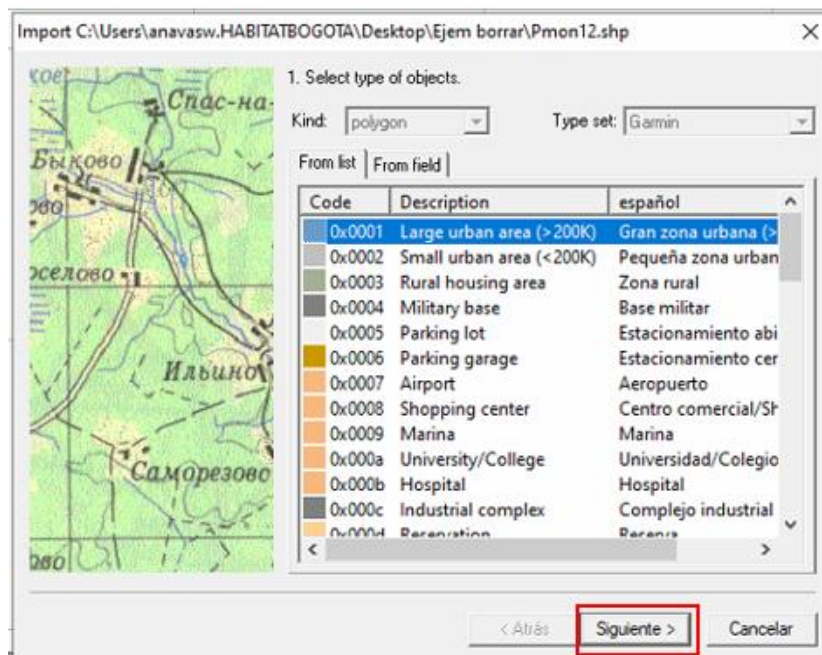 Import C:\Users\anavasw.HABITATBOGOTA\Desktop\Ejem borrar\Pmon12.shp
1. Select type of objects.
Kind: polygon Type set: Garmin
From list From field
Code Description español
0x0001 Large urban area (>200K) Gran zona urbana (>
0x0002 Small urban area (<200K) Pequeña zona urban
0x0003 Rural housing area Zona rural
0x0004 Military base Base militar
0x0005 Parking lot Estacionamiento abi
0x0006 Parking garage Estacionamiento cer
0x0007 Airport Aeropuerto
0x0008 Shopping center Centro comercial/Sh
0x0009 Marina Marina
0x000a University/College Universidad/Colegio
0x000b Hospital Hospital
0x000c Industrial complex Complejo industrial
0x000d Reservation Reserva
< Atrás Siguiente > Cancelar
Спас-на-
Быково
оселово
Ильино
Саморезово